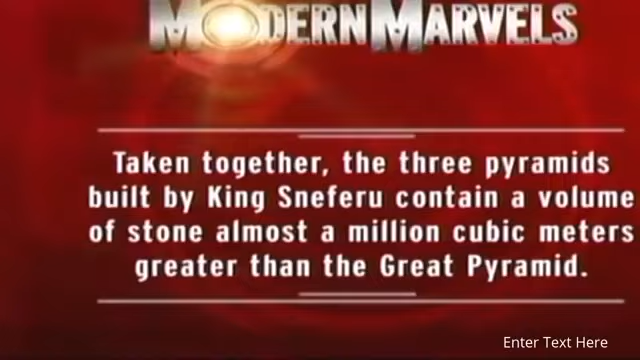 MODERN MARVELS
Taken together, the three pyramids
built by King Sneferu contain a volume
of stone almost a million cubic meters
greater than the Great Pyramid.
Enter Text Here